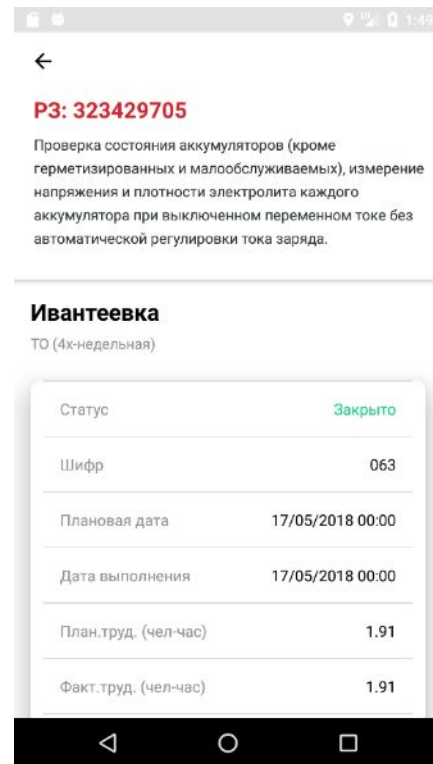 1:49
←
РЗ: 323429705
Проверка состояния аккумуляторов (кроме
герметизированных и малообслуживаемых), измерение
напряжения и плотности электролита каждого
аккумулятора при выключенном переменном токе без
автоматической регулировки тока заряда.
Ивантеевка
ТО (4х-недельная)
Статус Закрыто
Шифр 063
Плановая дата 17/05/2018 00:00
Дата выполнения 17/05/2018 00:00
План.труд. (чел-час) 1.91
Факт.труд. (чел-час) 1.91